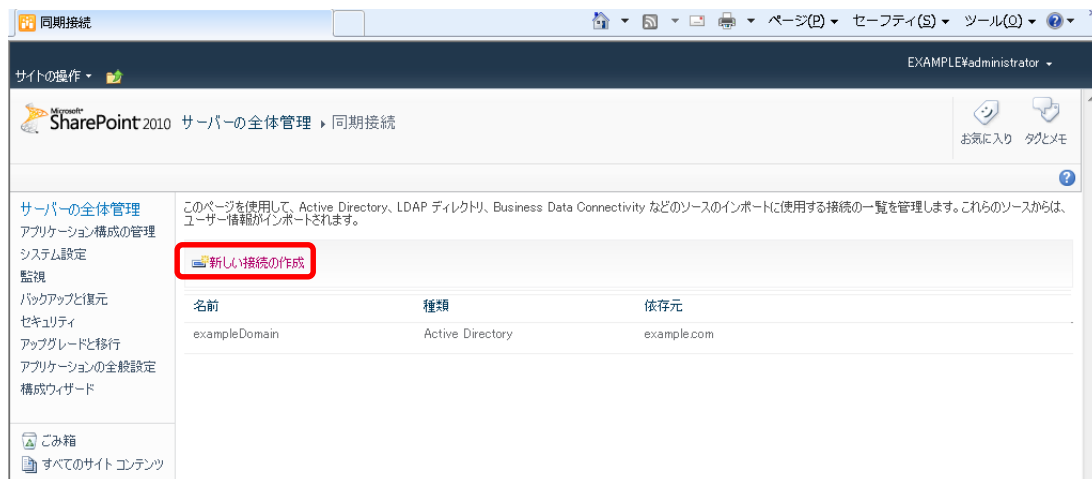 同期接続
ページ(P) セーフティ(S) ツール(O)
EXAMPLE¥administrator
サイトの操作
Microsoft
SharePoint 2010 サーバーの全体管理 ▸ 同期接続
お気に入り タグとメモ
サーバーの全体管理
アプリケーション構成の管理
システム設定
監視
バックアップと復元
セキュリティ
アップグレードと移行
アプリケーションの全般設定
構成ウィザード
ごみ箱
すべてのサイト コンテンツ
このページを使用して、Active Directory、LDAP ディレクトリ、Business Data Connectivity などのソースのインポートに使用する接続の一覧を管理します。これらのソースからは、
ユーザー情報がインポートされます。
新しい接続の作成
名前 種類 依存元
exampleDomain Active Directory example.com